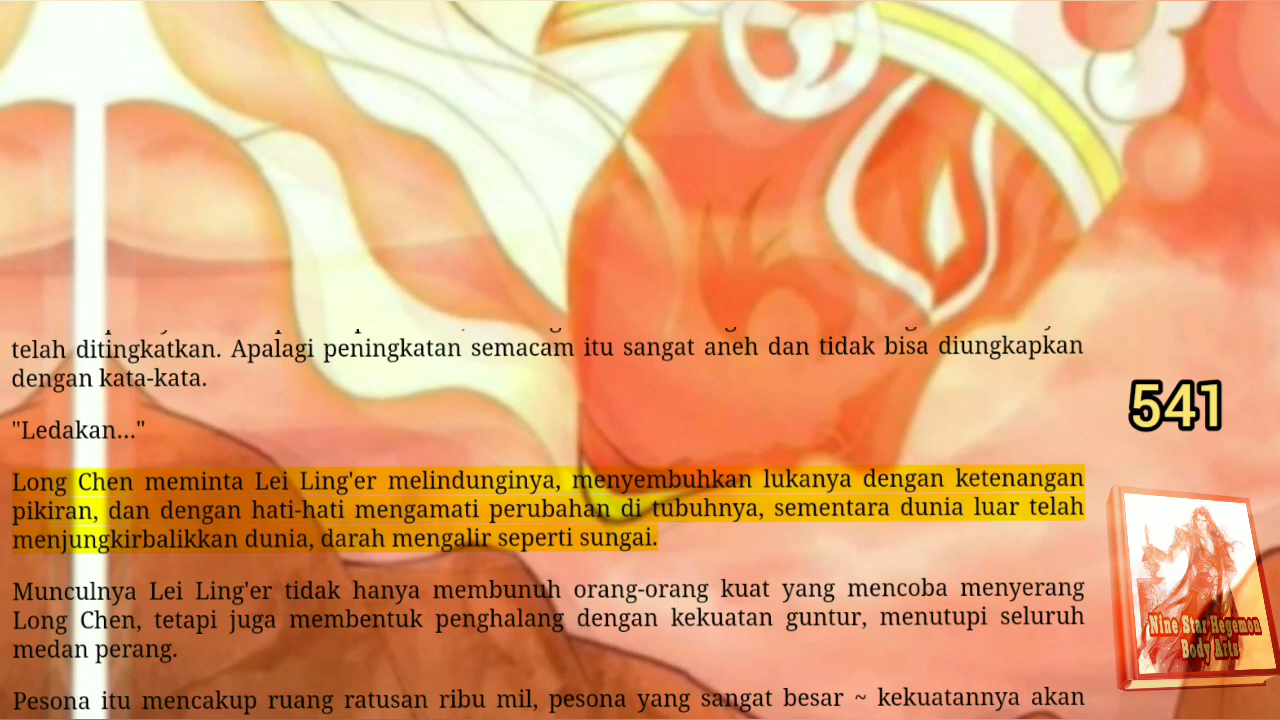 telah ditingkatkan. Apalagi peningkatan semacam itu sangat aneh dan tidak bisa diungkapkan
dengan kata-kata.
"Ledakan..."
Long Chen meminta Lei Ling'er melindunginya, menyembuhkan lukanya dengan ketenangan
pikiran, dan dengan hati-hati mengamati perubahan di tubuhnya, sementara dunia luar telah
menjungkirbalikkan dunia, darah mengalir seperti sungai.
Munculnya Lei Ling'er tidak hanya membunuh orang-orang kuat yang mencoba menyerang
Long Chen, tetapi juga membentuk penghalang dengan kekuatan guntur, menutupi seluruh
medan perang.
Pesona itu mencakup ruang ratusan ribu mil, pesona yang sangat besar ~ kekuatannya akan
541
Nine Star Hegemon
Body Arts